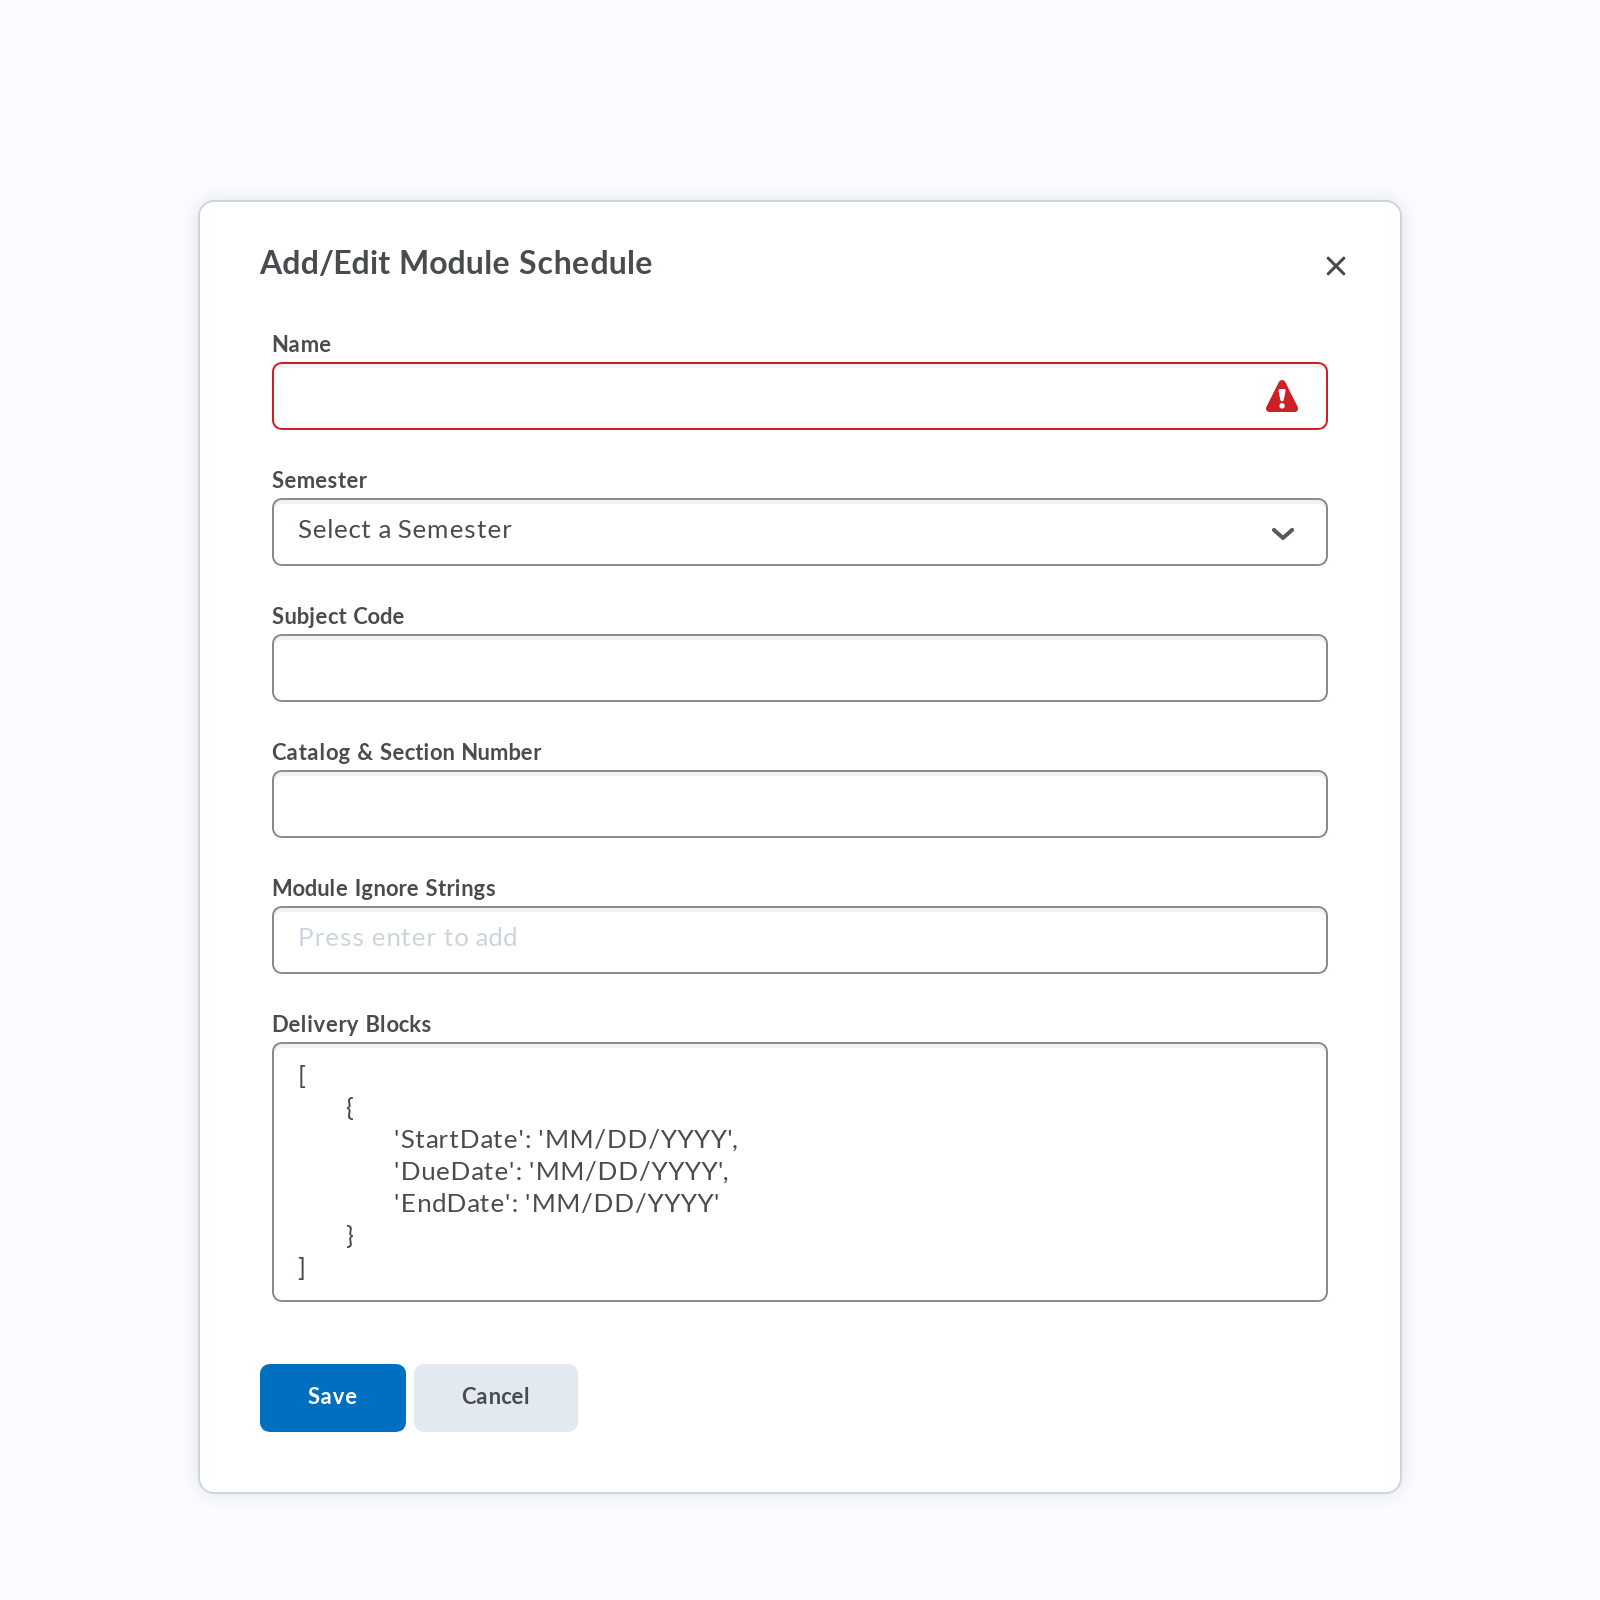 Add/Edit Module Schedule
Name
Semester
Select a Semester
Subject Code
Catalog & Section Number
Module Ignore Strings
Press enter to add
Delivery Blocks
[
{
'StartDate': 'MM/DD/YYYY',
'DueDate': 'MM/DD/YYYY',
'EndDate': 'MM/DD/YYYY'
}
]
Save Cancel